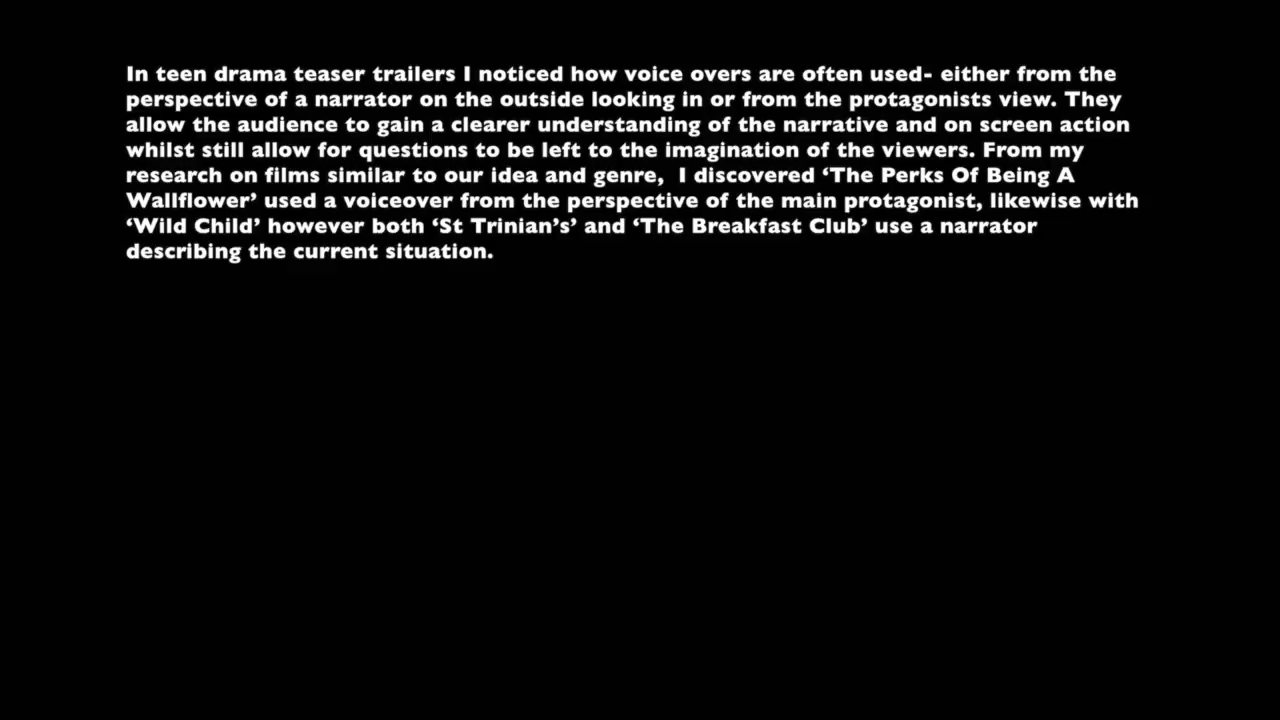 In teen drama teaser trailers I noticed how voice overs are often used- either from the
perspective of a narrator on the outside looking in or from the protagonists view. They
allow the audience to gain a clearer understanding of the narrative and on screen action
whilst still allow for questions to be left to the imagination of the viewers. From my
research on films similar to our idea and genre,  I discovered ‘The Perks Of Being A
Wallflower’ used a voiceover from the perspective of the main protagonist, likewise with
‘Wild Child’ however both ‘St Trinian’s’ and ‘The Breakfast Club’ use a narrator
describing the current situation.